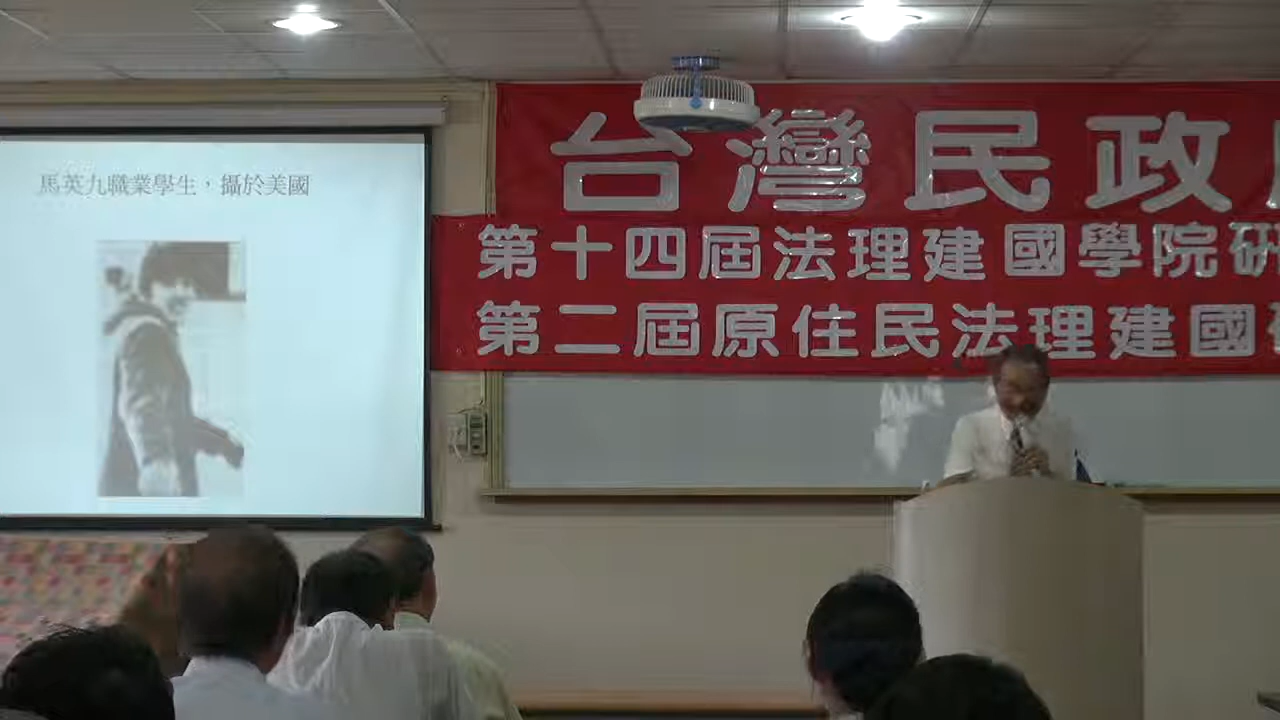 馬英九職業學生，攝於美國
台灣民政
第十四屆法理建國學院研
第二屆原住民法理建國